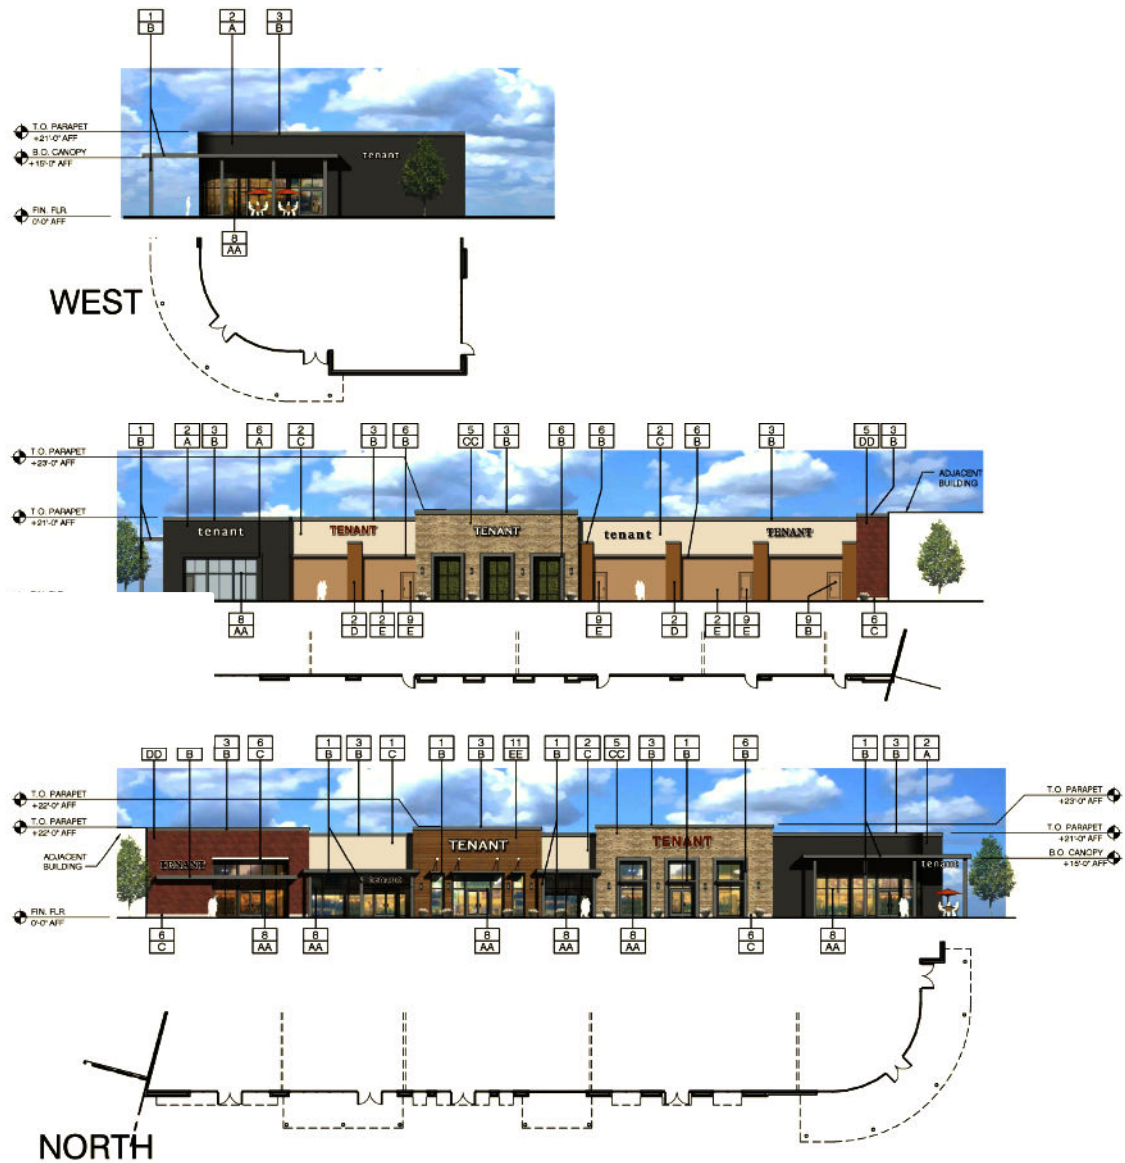 1 2 3
B A B
T.O. PARAPET
+21'-0" AFF
B.O. CANOPY
+15'-0" AFF
tenant
FIN. FLR
0'-0" AFF
8
AA
WEST
1 2 3 6 2 3 6 5 3 6 6 2 6 3 5 3
B A B A C B B CC B B B C B B DD B
T.O. PARAPET
+23'-0" AFF
ADJACENT
BUILDING
T.O. PARAPET
+21'-0" AFF
tenant TENANT TENANT tenant TENANT
8 2 2 9 9 2 2 9 9 6
AA D E E E D E E B C
3 6 1 3 1 1 3 11 1 2 5 3 1 6 1 3 2
DD B B C B B C B B EE B C CC B B B B B A
T.O. PARAPET
+22'-0" AFF
T.O. PARAPET
+23'-0" AFF
T.O. PARAPET
+22'-0" AFF
T.O. PARAPET
+21'-0" AFF
ADJACENT
BUILDING
B.O. CANOPY
+15'-0" AFF
TENANT tenant TENANT TENANT tenant
FIN. FLR
0'-0" AFF
6 8 8 8 8 8 6 8
C AA AA AA AA AA C AA
NORTH